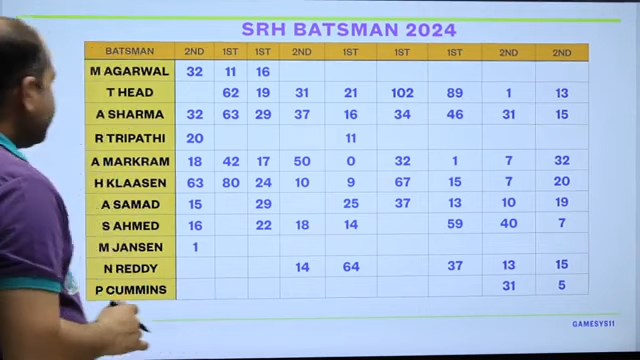 SRH BATSMAN 2024
BATSMAN 2ND 1ST 1ST 2ND 1ST 1ST 1ST 2ND 2ND
M AGARWAL 32 11 16
T HEAD 62 19 31 21 102 89 1 13
A SHARMA 32 63 29 37 16 34 46 31 15
R TRIPATHI 20 11
A MARKRAM 18 42 17 50 0 32 1 7 32
H KLAASEN 63 80 24 10 9 67 15 7 20
A SAMAD 15 29 25 37 13 10 19
S AHMED 16 22 18 14 59 40 7
M JANSEN 1
N REDDY 14 64 37 13 15
P CUMMINS 31 5
GAMESYS11